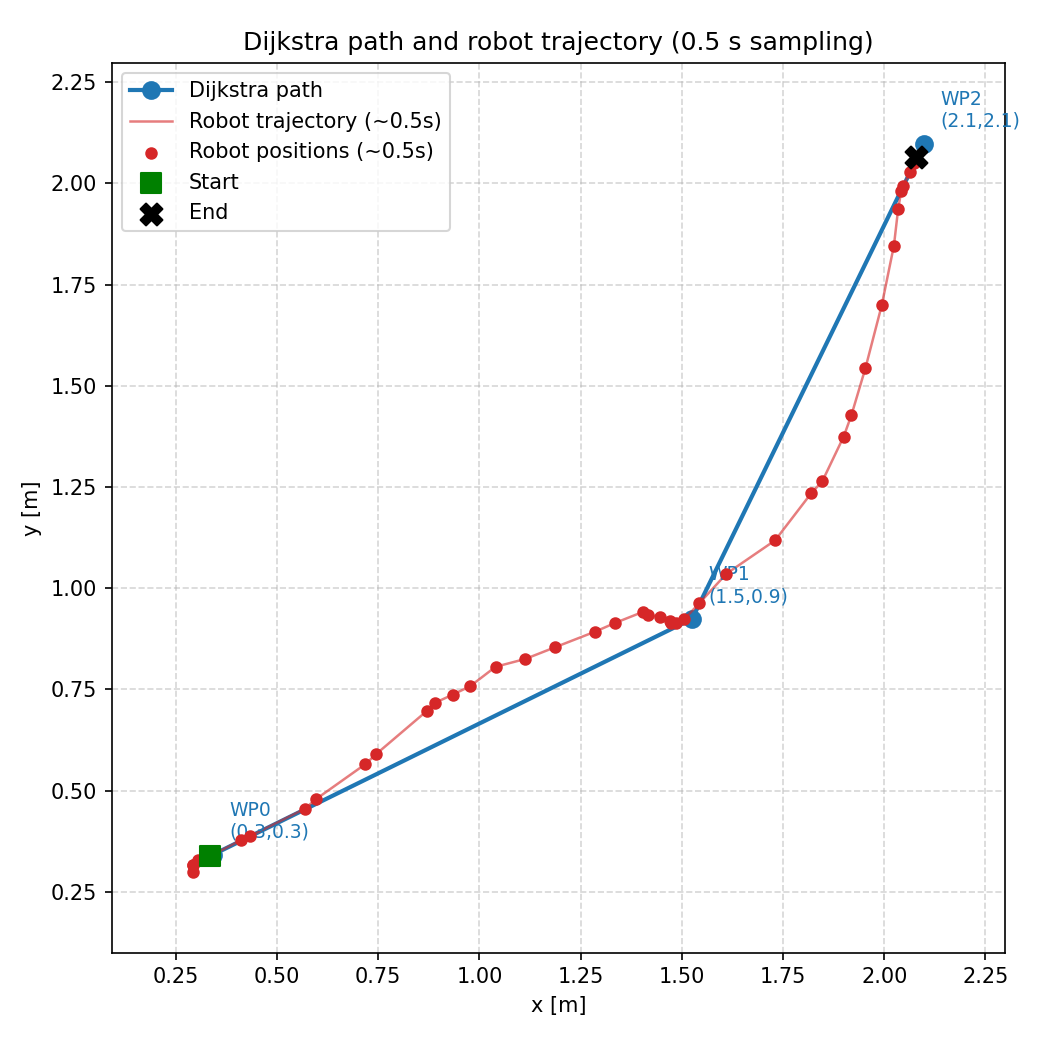 Dijkstra path and robot trajectory (0.5 s sampling)
Dijkstra path
Robot trajectory (~0.5s)
Robot positions (~0.5s)
Start
End
WP2
(2.1,2.1)
WP1
(1.5,0.9)
WP0
(0.3,0.3)
y [m]
2.25
2.00
1.75
1.50
1.25
1.00
0.75
0.50
0.25
0.25 0.50 0.75 1.00 1.25 1.50 1.75 2.00 2.25
x [m]